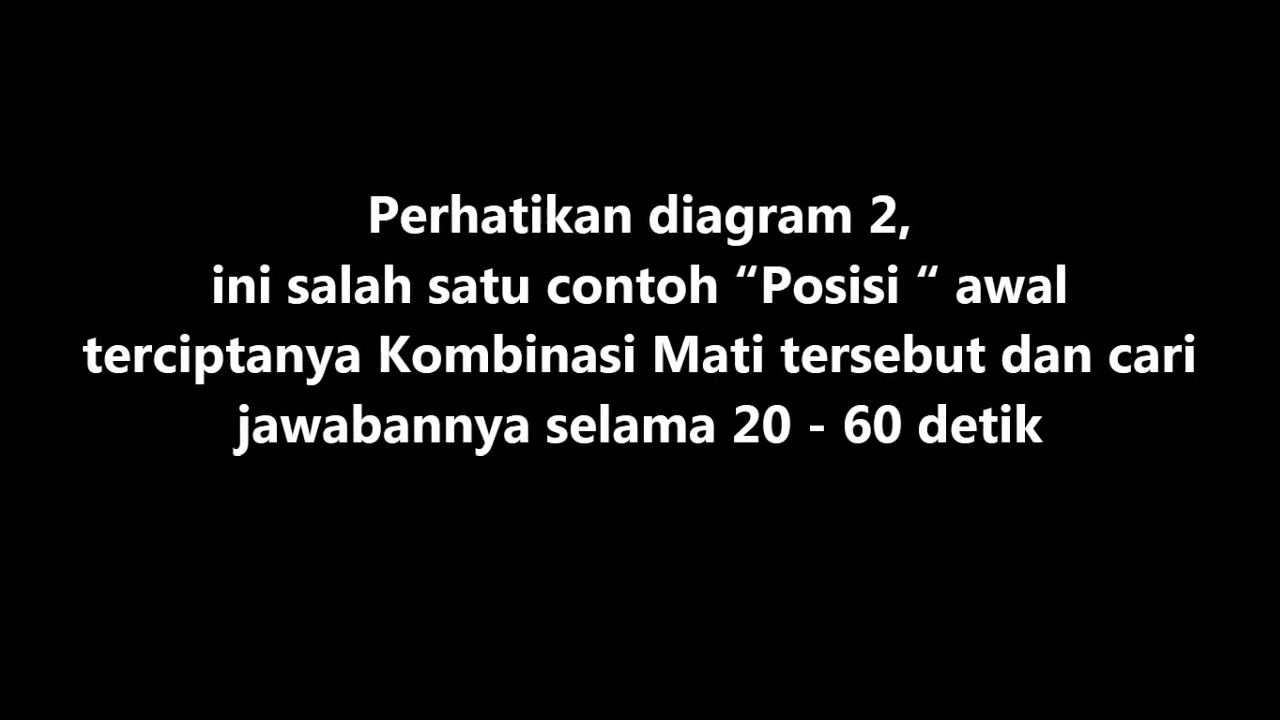 Perhatikan diagram 2,
ini salah satu contoh “Posisi “ awal
terciptanya Kombinasi Mati tersebut dan cari
jawabannya selama 20 - 60 detik